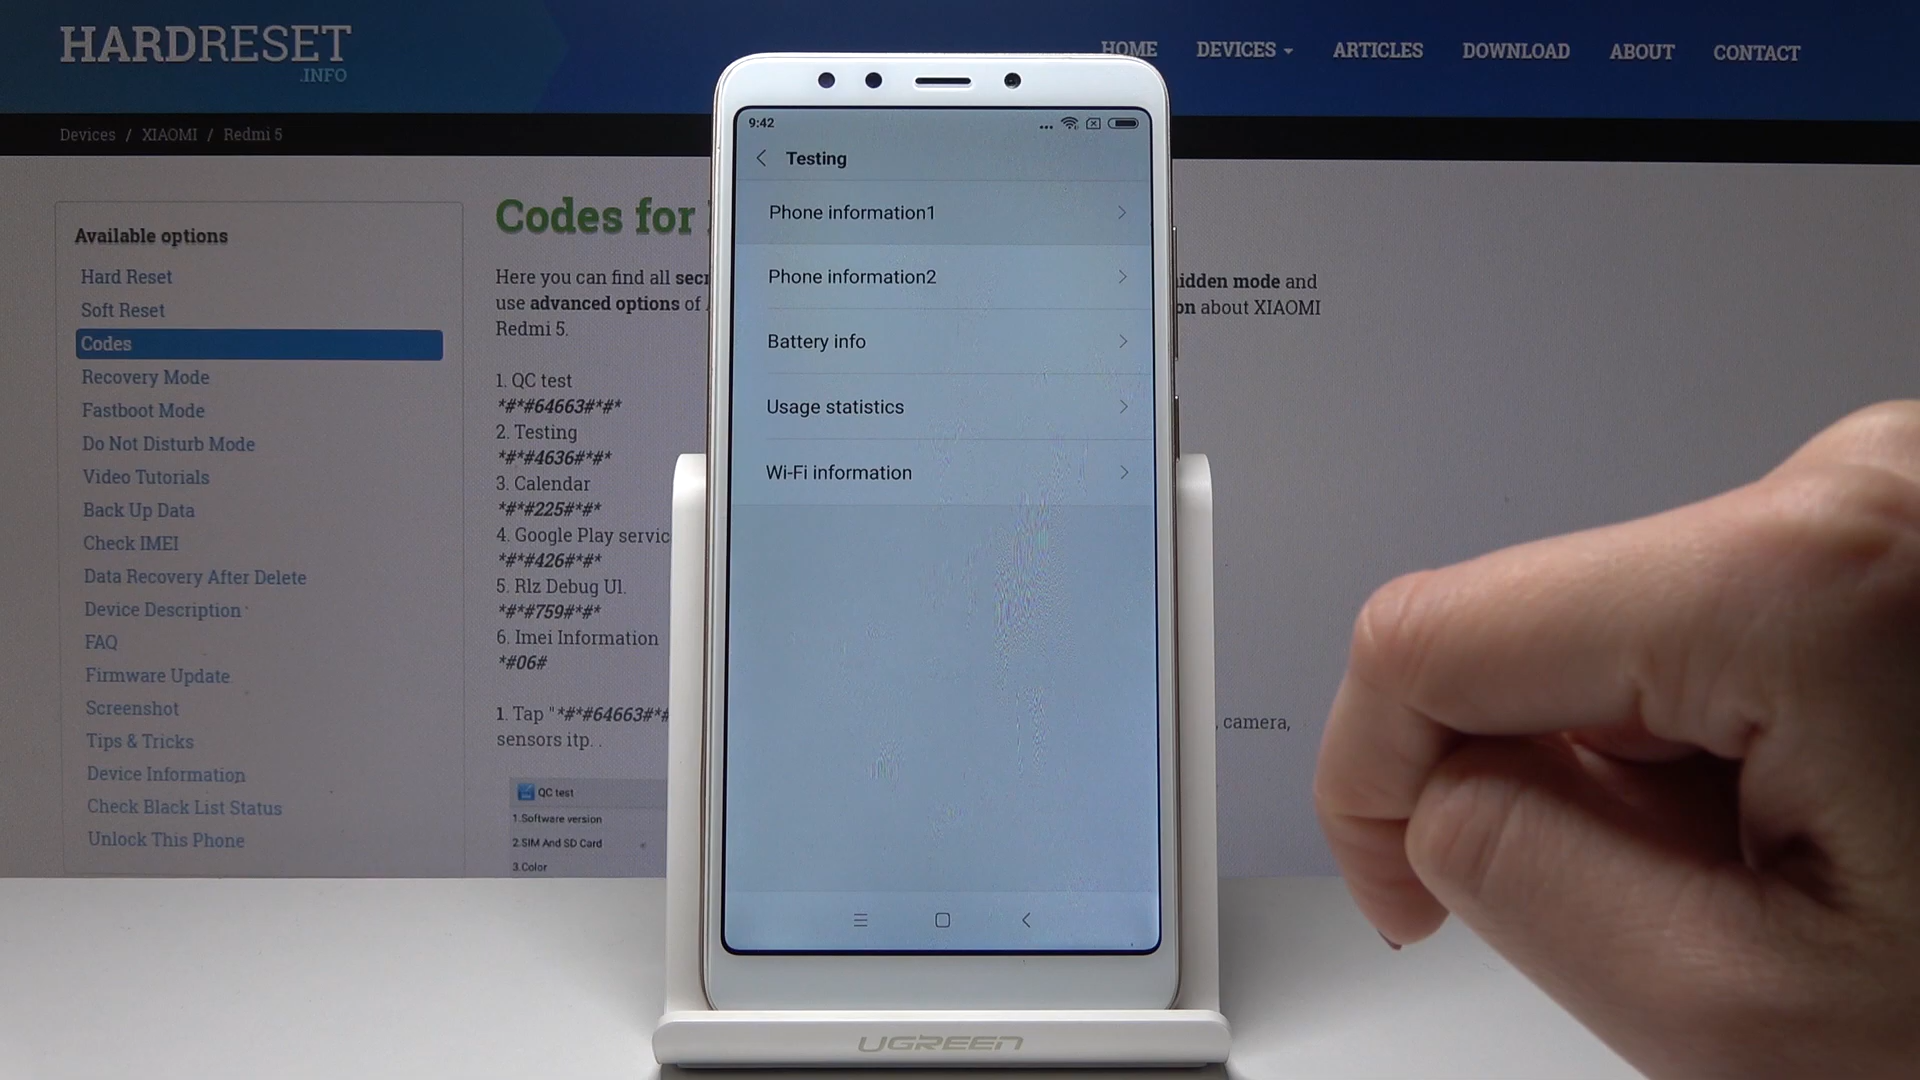 HARDRESET
.INFO
HOME
DEVICES
ARTICLES
DOWNLOAD
ABOUT
CONTACT
Devices / XIAOMI / Redmi 5
Available options
Hard Reset
Soft Reset
Codes
Recovery Mode
Fastboot Mode
Do Not Disturb Mode
Video Tutorials
Back Up Data
Check IMEI
Data Recovery After Delete
Device Description
FAQ
Firmware Update
Screenshot
Tips & Tricks
Device Information
Check Black List Status
Unlock This Phone
Codes for
Here you can find all
use advanced options of
Redmi 5.
hidden mode and
about XIAOMI
1. QC test
*#*#64663#*#*
2. Testing
*#*#4636#*#*
3. Calendar
*#*#225#*#*
4. Google Play servic
*#*#426#*#*
5. Rlz Debug UI.
*#*#759#*#*
6. Imei Information
*#06#
1. Tap "*#*#64663#*#
, camera,
sensors itp. .
QC test
1.Software version
2.SIM And SD Card
3.Color
9:42
Testing
Phone information1
Phone information2
Battery info
Usage statistics
Wi-Fi information
UGREEN